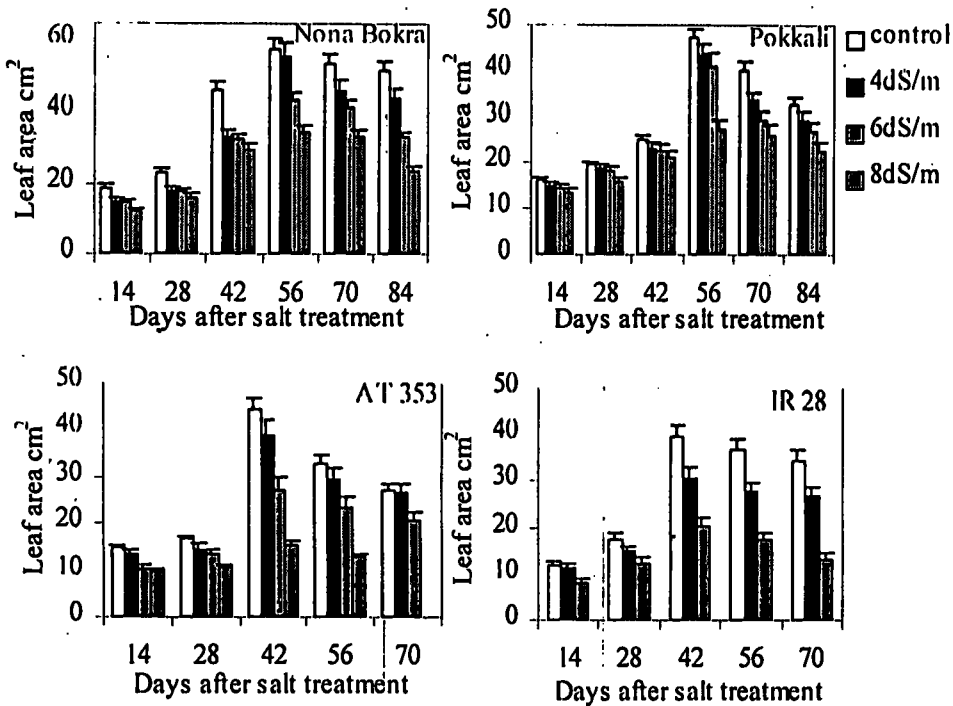 Nona Bokra
Leaf area cm2
60
40
20
0
14 28 42 56 70 84
Days after salt treatment
Pokkali
Leaf area cm2
50
40
30
20
10
0
14 28 42 56 70 84
Days after salt treatment
control
4dS/m
6dS/m
8dS/m
AT 353
Leaf area cm2
50
40
30
20
10
0
14 28 42 56 70
Days after salt treatment
IR 28
Leaf area cm2
50
40
30
20
10
0
14 28 42 56 70
Days after salt treatment